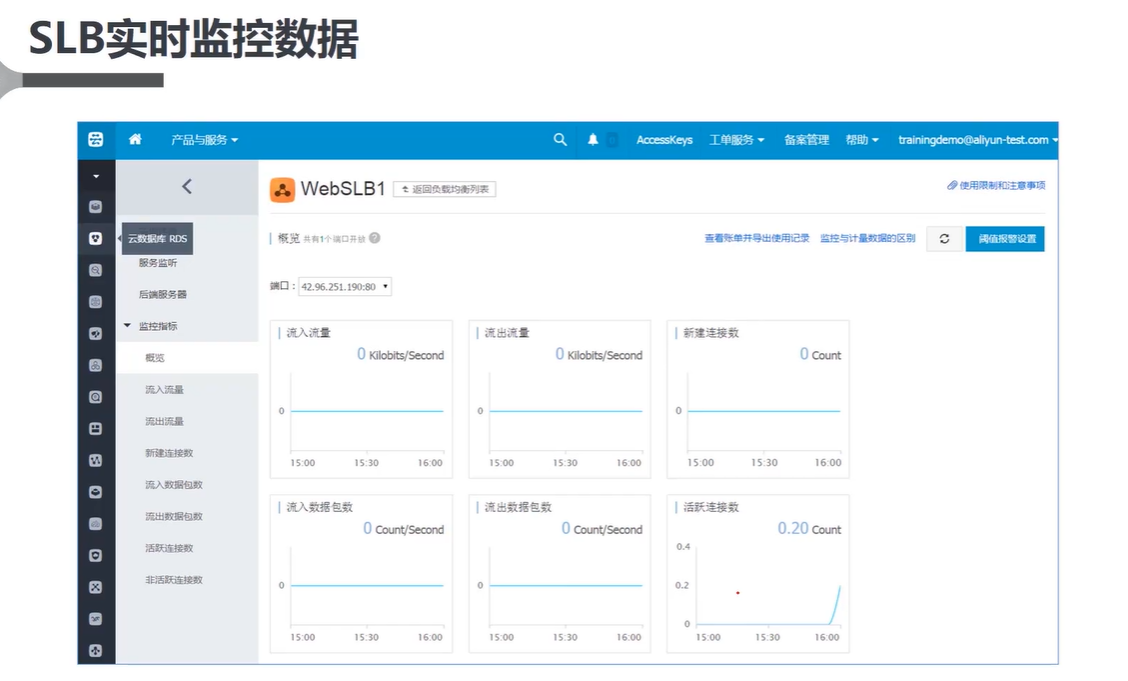 SLB实时监控数据
产品与服务
AccessKeys 工单服务 备案管理 帮助 trainingdemo@aliyun-test.com
WebSLB1 返回负载均衡列表 使用限制和注意事项
云数据库 RDS
服务监听
后端服务器
监控指标
概览
流入流量
流出流量
新建连接数
流入数据包数
流出数据包数
活跃连接数
非活跃连接数
概览 共有1个端口开放 查看账单并导出使用记录 监控与计量数据的区别 阈值报警设置
端口: 42.96.251.190:80
流入流量
0 Kilobits/Second
0
15:00 15:30 16:00
流出流量
0 Kilobits/Second
0
15:00 15:30 16:00
新建连接数
0 Count
0
15:00 15:30 16:00
流入数据包数
0 Count/Second
0
15:00 15:30 16:00
流出数据包数
0 Count/Second
0
15:00 15:30 16:00
活跃连接数
0.20 Count
0.4
0.2
0
15:00 15:30 16:00